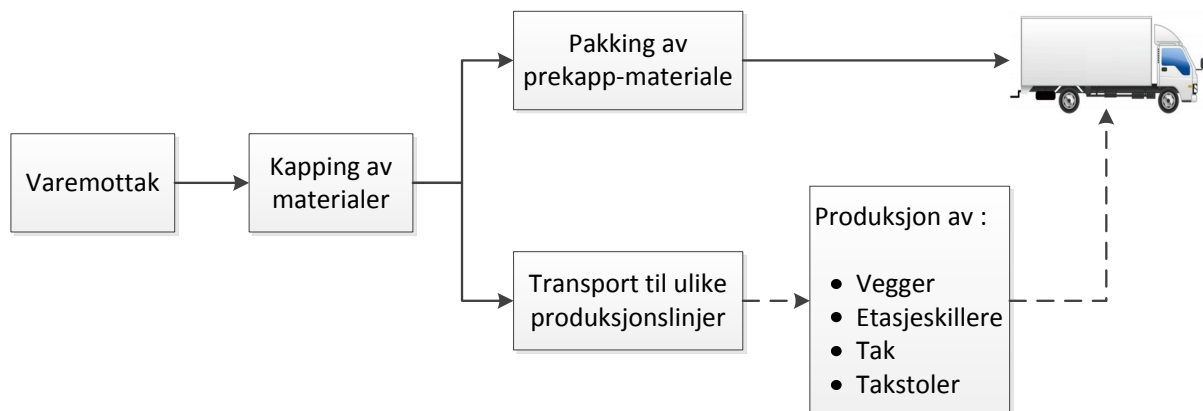 Varemottak
Kapping av
materialer
Pakking av
prekapp-materiale
Transport til ulike
produksjonslinjer
Produksjon av :
• Vegger
• Etasjeskillere
• Tak
• Takstoler